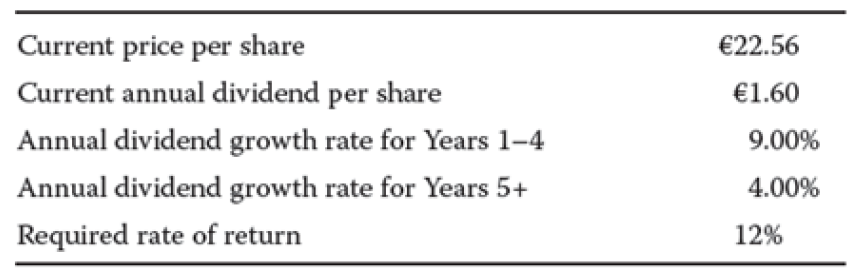 Current price per share €22.56
Current annual dividend per share €1.60
Annual dividend growth rate for Years 1–4 9.00%
Annual dividend growth rate for Years 5+ 4.00%
Required rate of return 12%